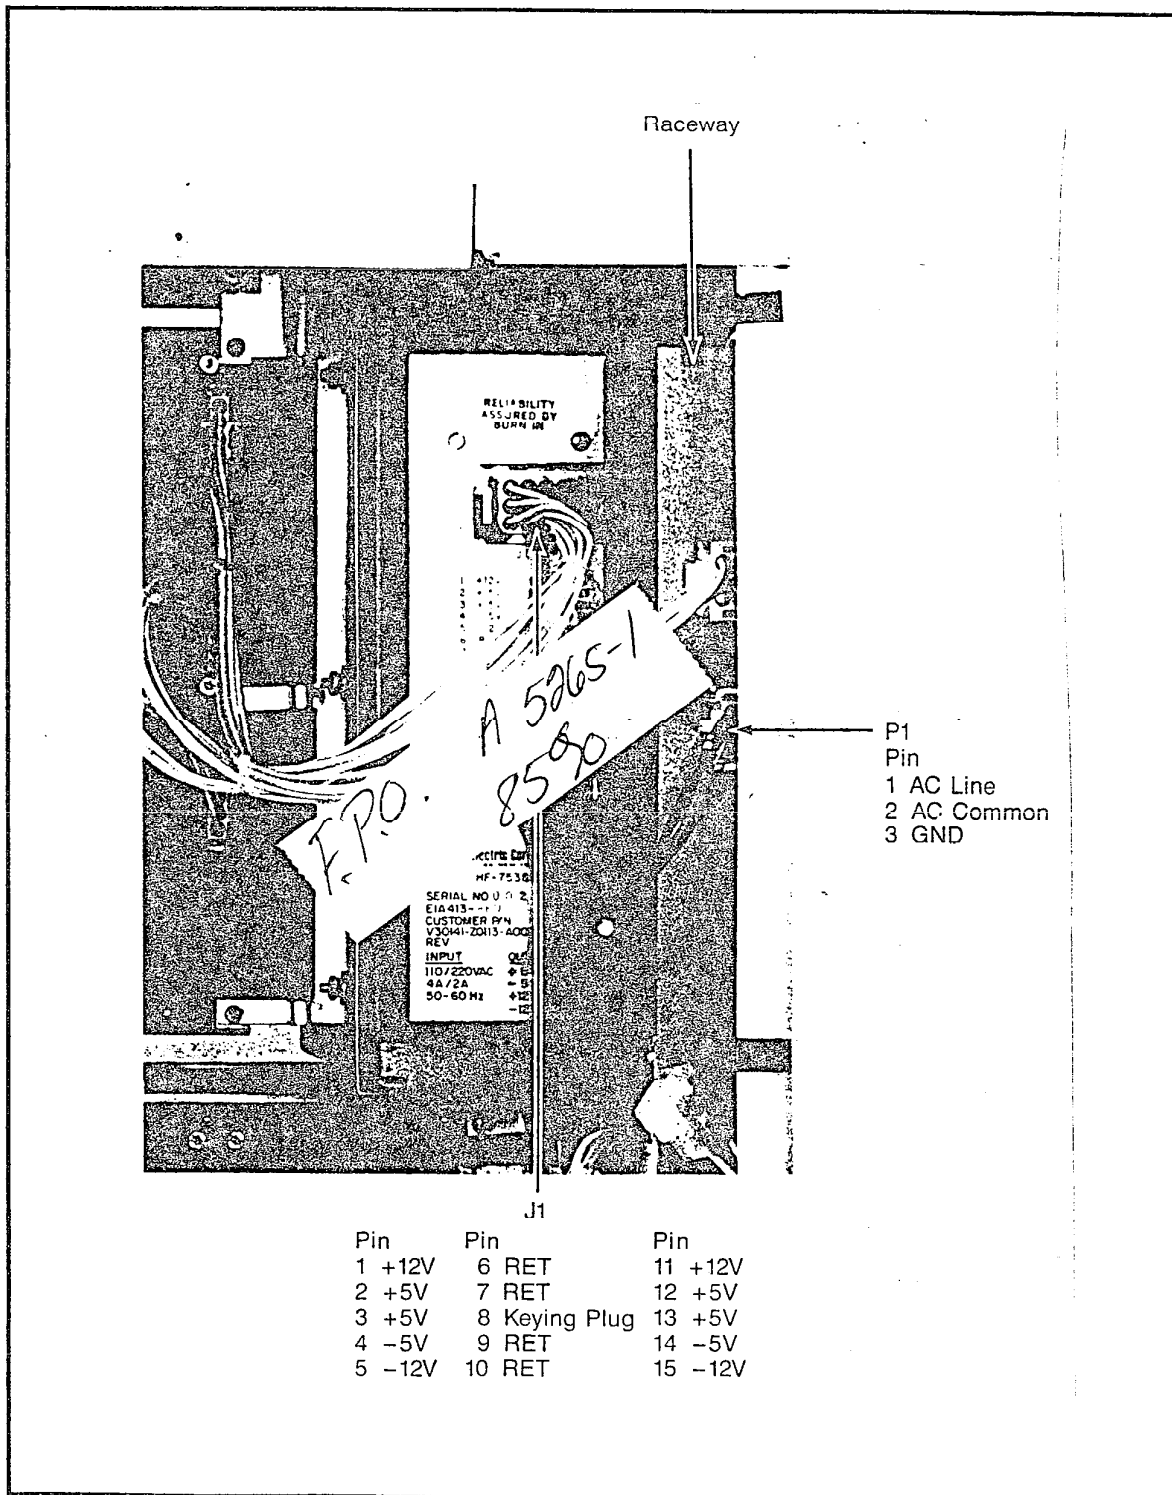 Raceway
RELIABILITY
ASSURED BY
BURN IN
A 5265-1
8590
F.P.O.
P1
Pin
1 AC Line
2 AC Common
3 GND
HF-7538
SERIAL NO
EIA413-
CUSTOMER P/N
V30141-Z0113-A00
REV
INPUT
110/220VAC
4A/2A
50-60 Hz +12
J1
Pin Pin Pin
1 +12V 6 RET 11 +12V
2 +5V 7 RET 12 +5V
3 +5V 8 Keying Plug 13 +5V
4 -5V 9 RET 14 -5V
5 -12V 10 RET 15 -12V